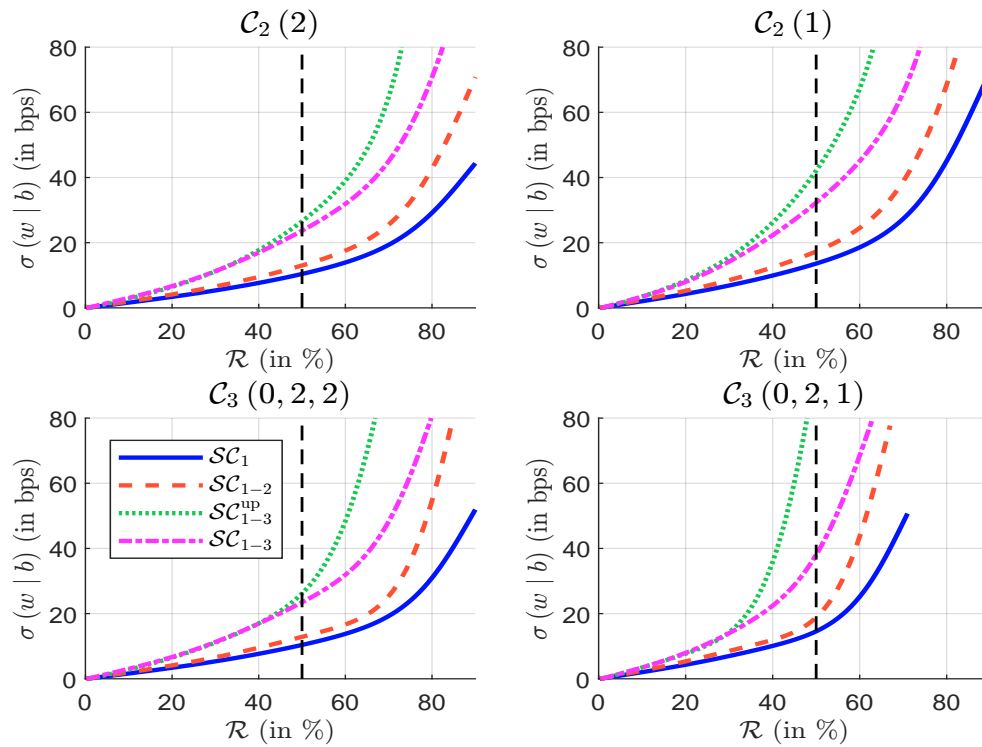 𝒞₂ (2)
80
60
40
20
0
σ (w | b) (in bps)
0 20 40 60 80
ℛ (in %)
𝒞₂ (1)
80
60
40
20
0
σ (w | b) (in bps)
0 20 40 60 80
ℛ (in %)
𝒞₃ (0, 2, 2)
80
60
40
20
0
σ (w | b) (in bps)
𝒮𝒞₁
𝒮𝒞₁₋₂
𝒮𝒞₁₋₃ᵘᵖ
𝒮𝒞₁₋₃
0 20 40 60 80
ℛ (in %)
𝒞₃ (0, 2, 1)
80
60
40
20
0
σ (w | b) (in bps)
0 20 40 60 80
ℛ (in %)